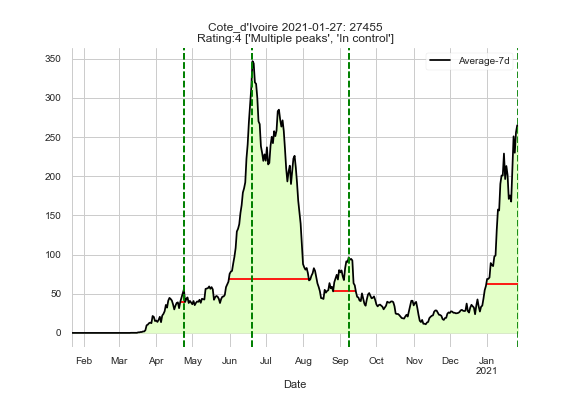 Cote_d'Ivoire 2021-01-27: 27455
Rating:4 ['Multiple peaks', 'In control']
Average-7d
350
300
250
200
150
100
50
0
Feb Mar Apr May Jun Jul Aug Sep Oct Nov Dec Jan
2021
Date